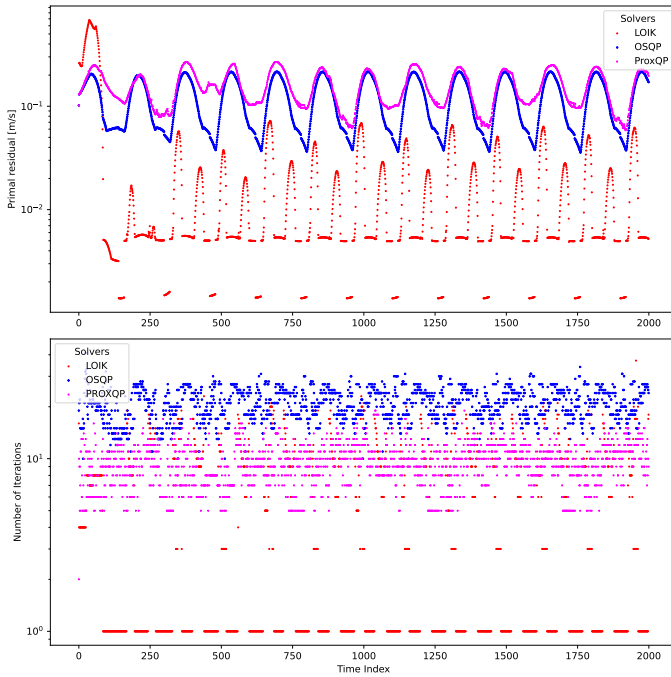 Solvers
LOIK
OSQP
ProxQP
Primal residual [m/s]
10⁻¹
10⁻²
0 250 500 750 1000 1250 1500 1750 2000
Solvers
LOIK
OSQP
PROXQP
Number of Iterations
10¹
10⁰
0 250 500 750 1000 1250 1500 1750 2000
Time Index